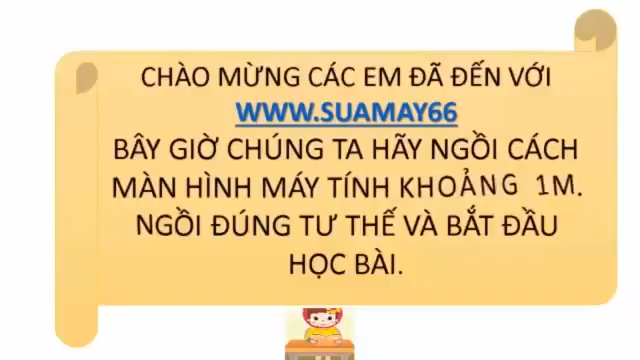 CHÀO MỪNG CÁC EM ĐÃ ĐẾN VỚI
WWW.SUAMAY66
BÂY GIỜ CHÚNG TA HÃY NGỒI CÁCH
MÀN HÌNH MÁY TÍNH KHOẢNG 1M.
NGỒI ĐÚNG TƯ THẾ VÀ BẮT ĐẦU
HỌC BÀI.